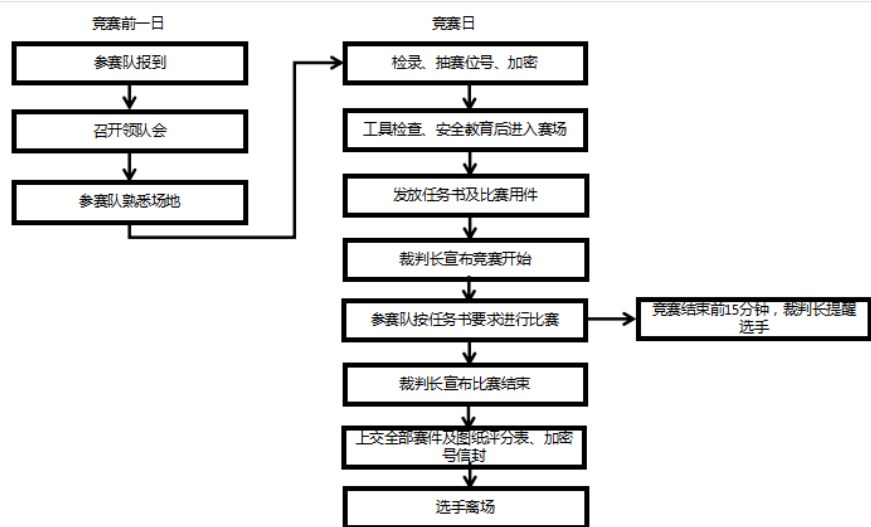 竞赛前一日
参赛队报到
召开领队会
参赛队熟悉场地
竞赛日
检录、抽赛位号、加密
工具检查、安全教育后进入赛场
发放任务书及比赛用件
裁判长宣布竞赛开始
参赛队按任务书要求进行比赛
竞赛结束前15分钟，裁判长提醒
选手
裁判长宣布比赛结束
上交全部赛件及图纸评分表、加密
号信封
选手离场